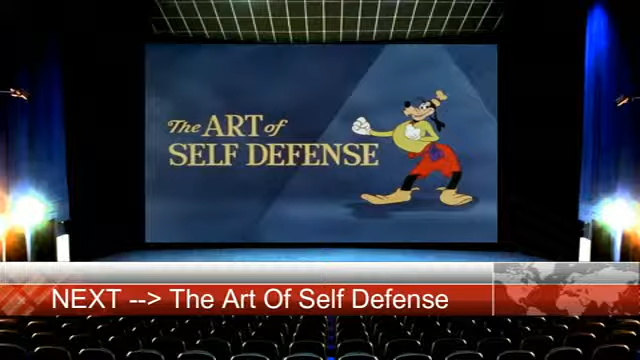 The ART of
SELF DEFENSE
NEXT --> The Art Of Self Defense